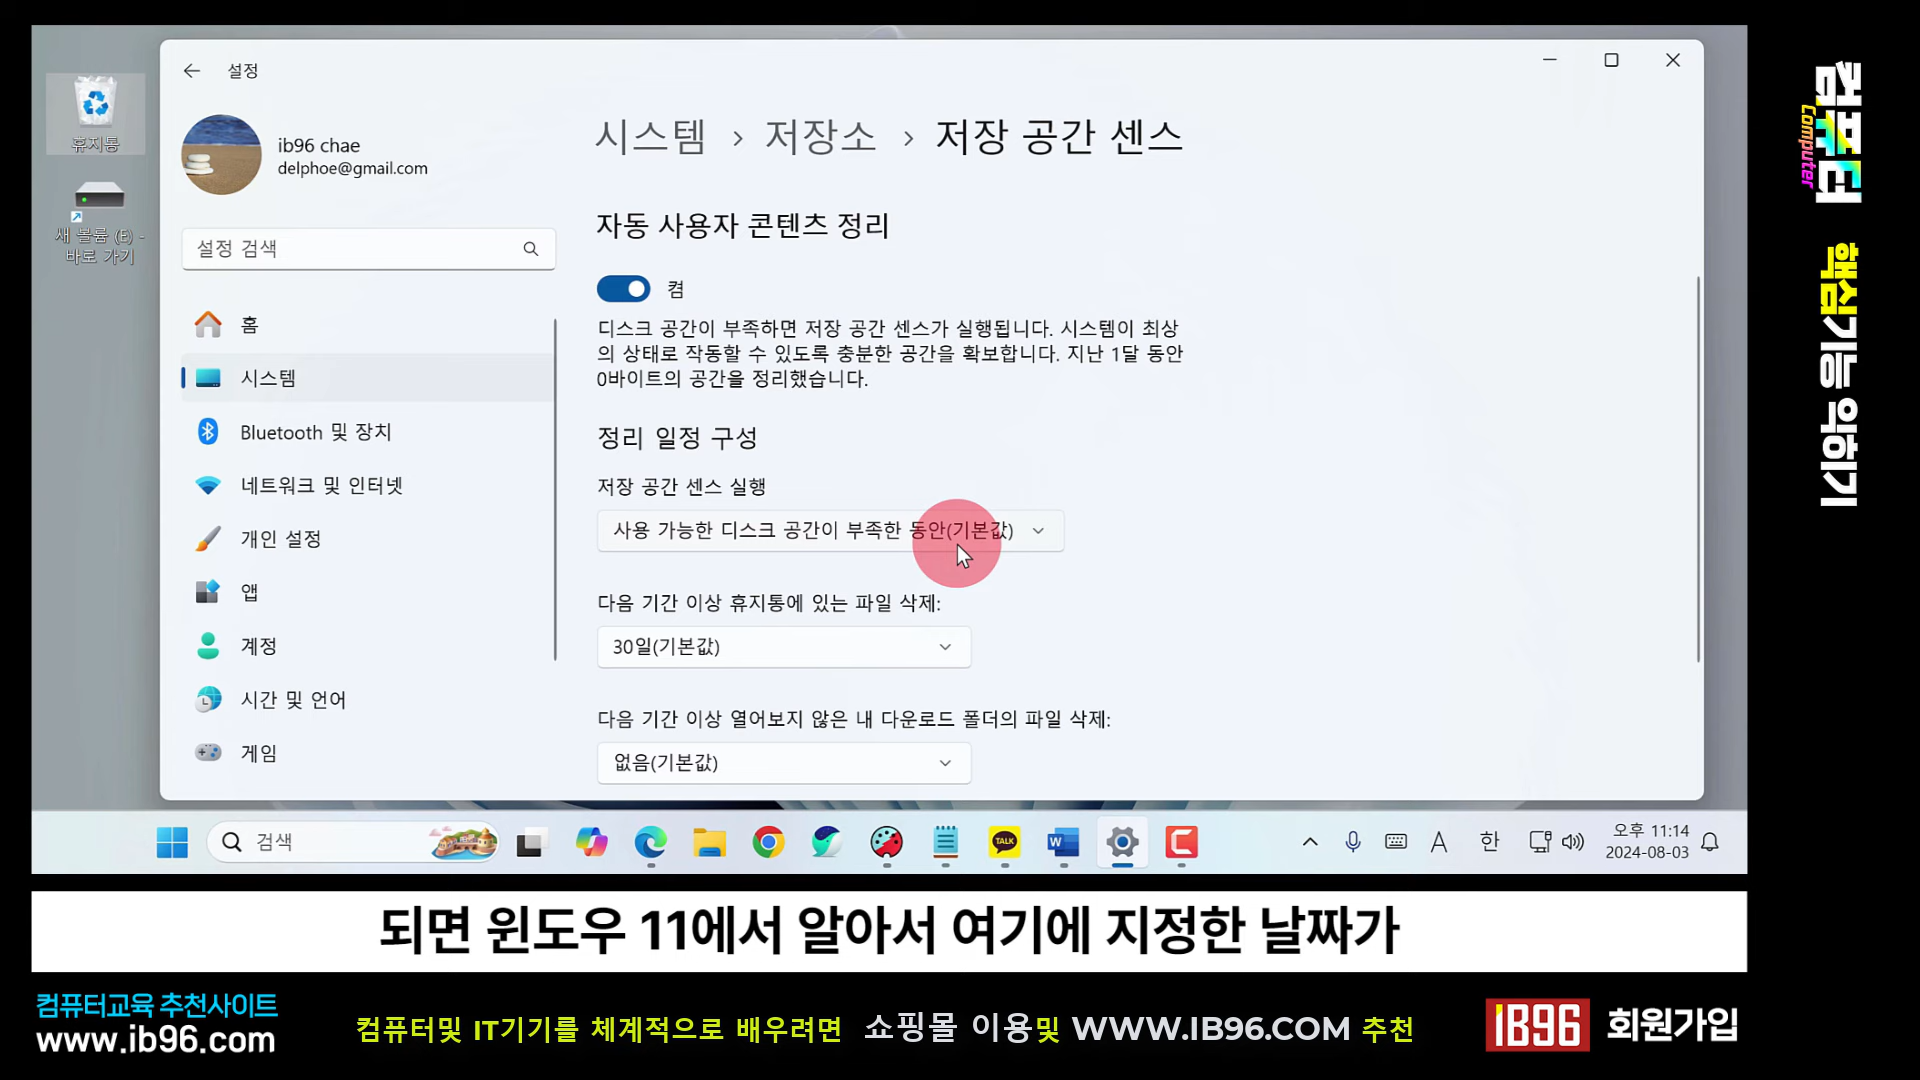 휴지통
새 볼륨 (E) -
바로 가기
설정
ib96 chae
delphoe@gmail.com
설정 검색
홈
시스템
Bluetooth 및 장치
네트워크 및 인터넷
개인 설정
앱
계정
시간 및 언어
게임
시스템 > 저장소 > 저장 공간 센스
자동 사용자 콘텐츠 정리
켬
디스크 공간이 부족하면 저장 공간 센스가 실행됩니다. 시스템이 최상
의 상태로 작동할 수 있도록 충분한 공간을 확보합니다. 지난 1달 동안
0바이트의 공간을 정리했습니다.
정리 일정 구성
저장 공간 센스 실행
사용 가능한 디스크 공간이 부족한 동안(기본값)
다음 기간 이상 휴지통에 있는 파일 삭제:
30일(기본값)
다음 기간 이상 열어보지 않은 내 다운로드 폴더의 파일 삭제:
없음(기본값)
검색
TALK
W
A
한
오후 11:14
2024-08-03
컴퓨터
Computer
핵심기능 익히기
되면 윈도우 11에서 알아서 여기에 지정한 날짜가
컴퓨터교육 추천사이트
www.ib96.com
컴퓨터및 IT기기를 체계적으로 배우려면 쇼핑몰 이용및 WWW.IB96.COM 추천
IB96 회원가입